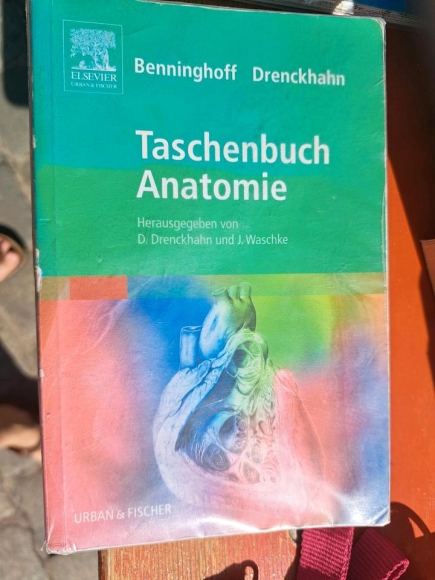 ELSEVIER
URBAN & FISCHER
Benninghoff Drenckhahn
Taschenbuch
Anatomie
Herausgegeben von
D. Drenckhahn und J. Waschke
URBAN & FISCHER